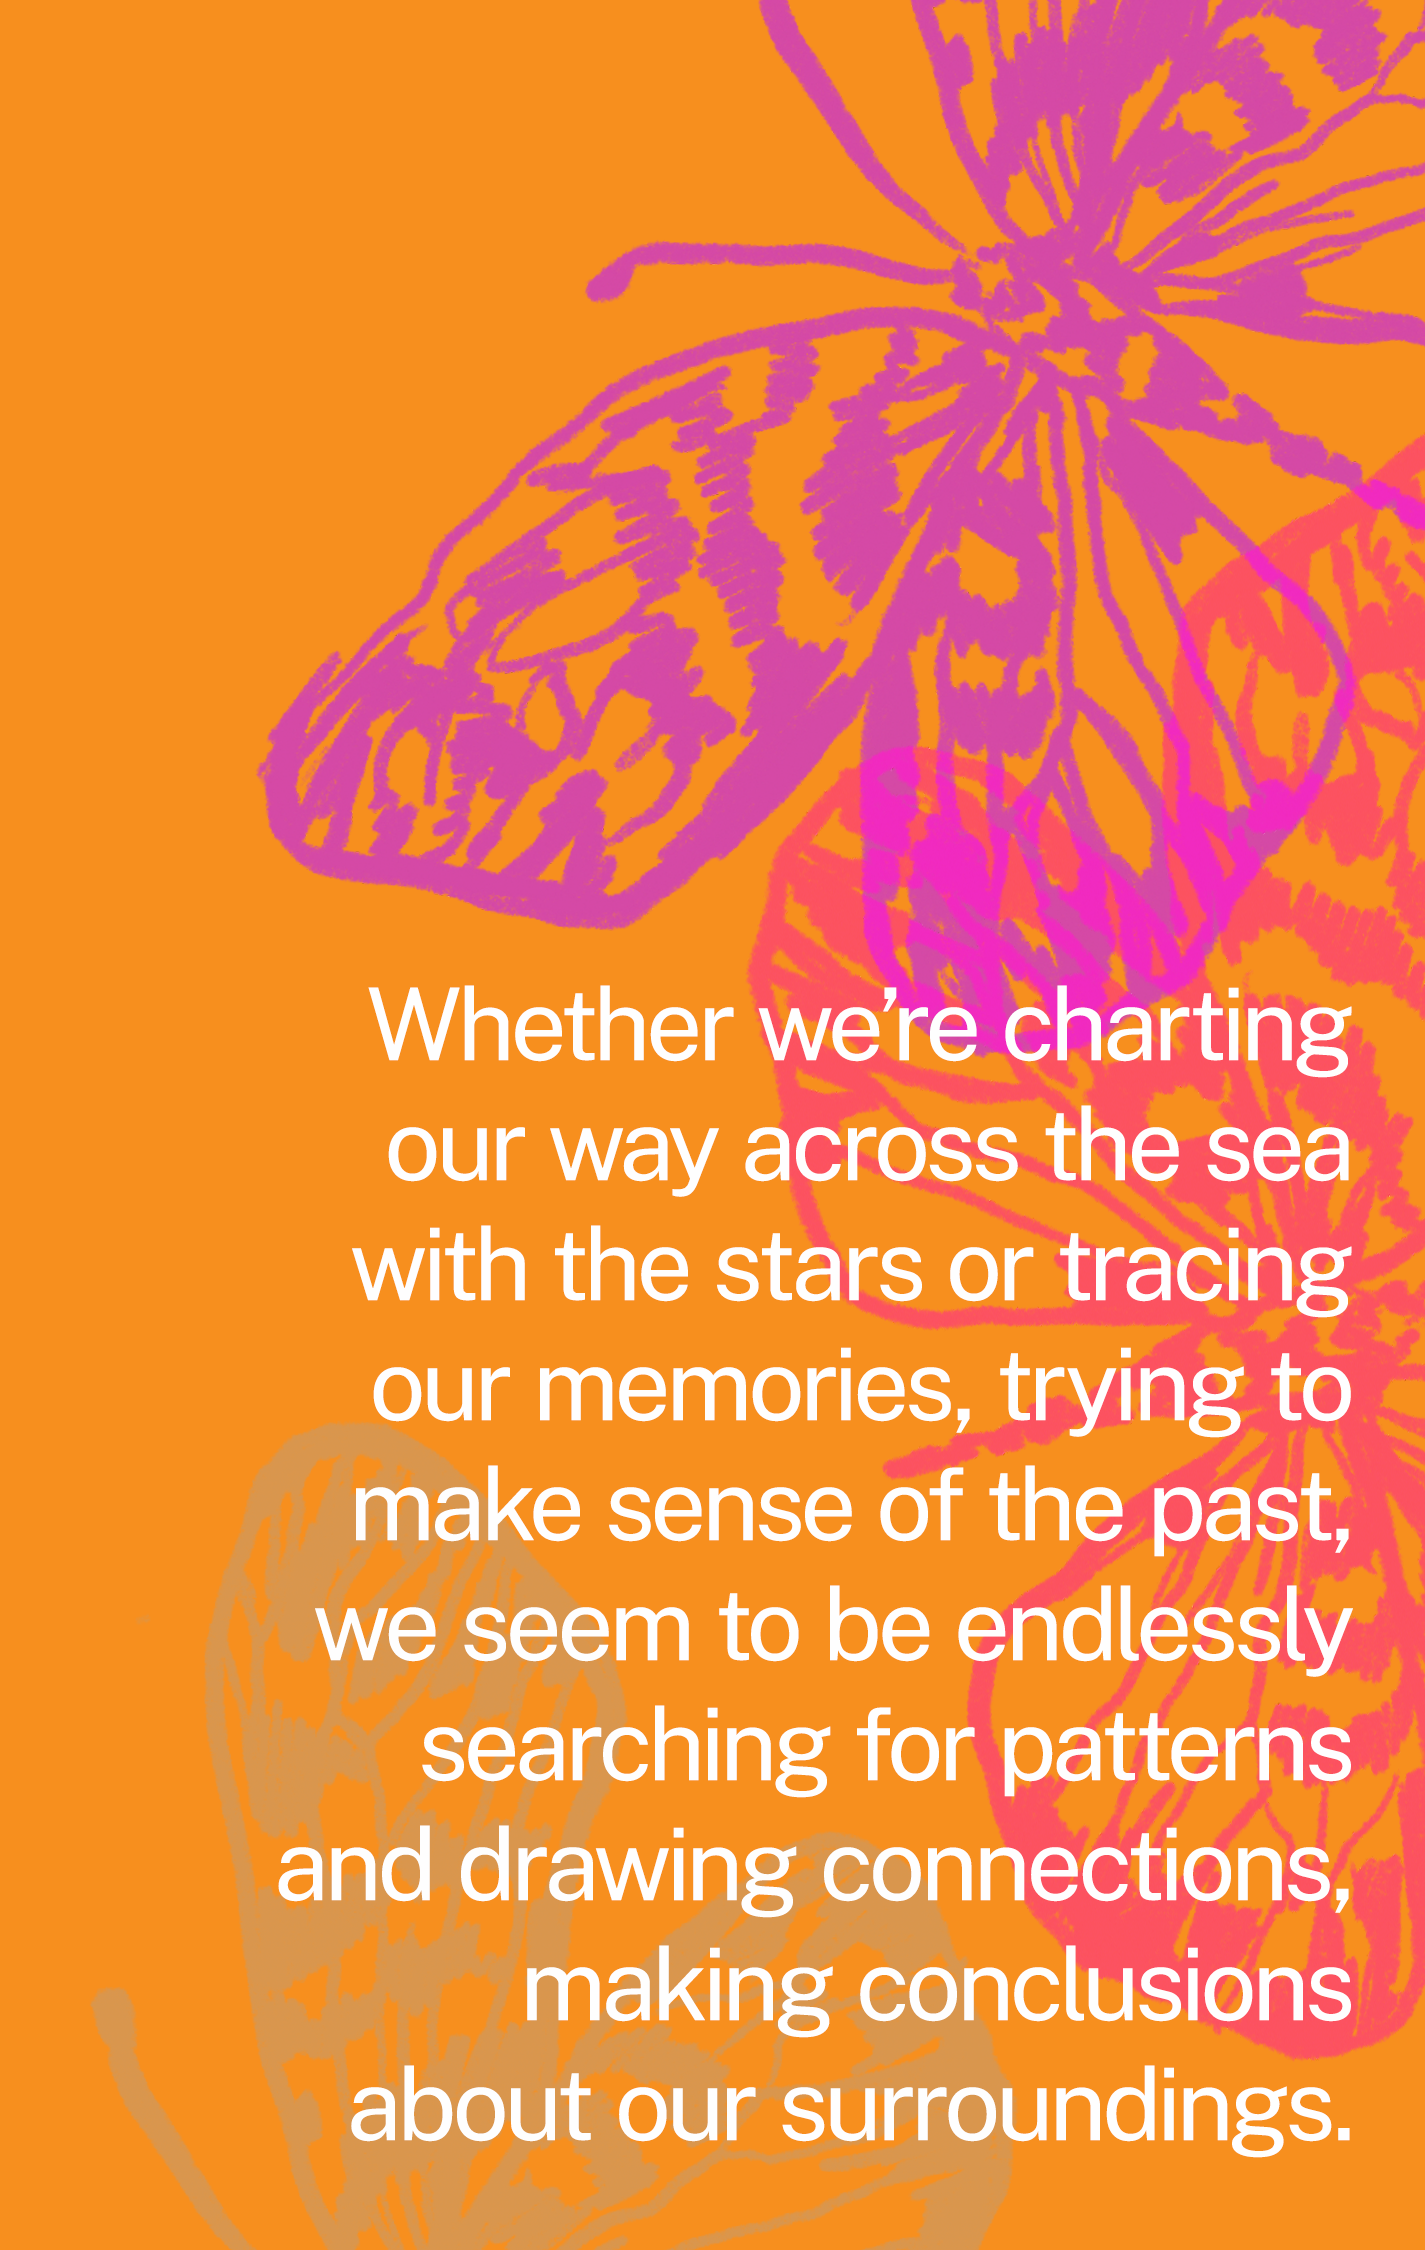 Whether we’re charting
our way across the sea
with the stars or tracing
our memories, trying to
make sense of the past,
we seem to be endlessly
searching for patterns
and drawing connections,
making conclusions
about our surroundings.